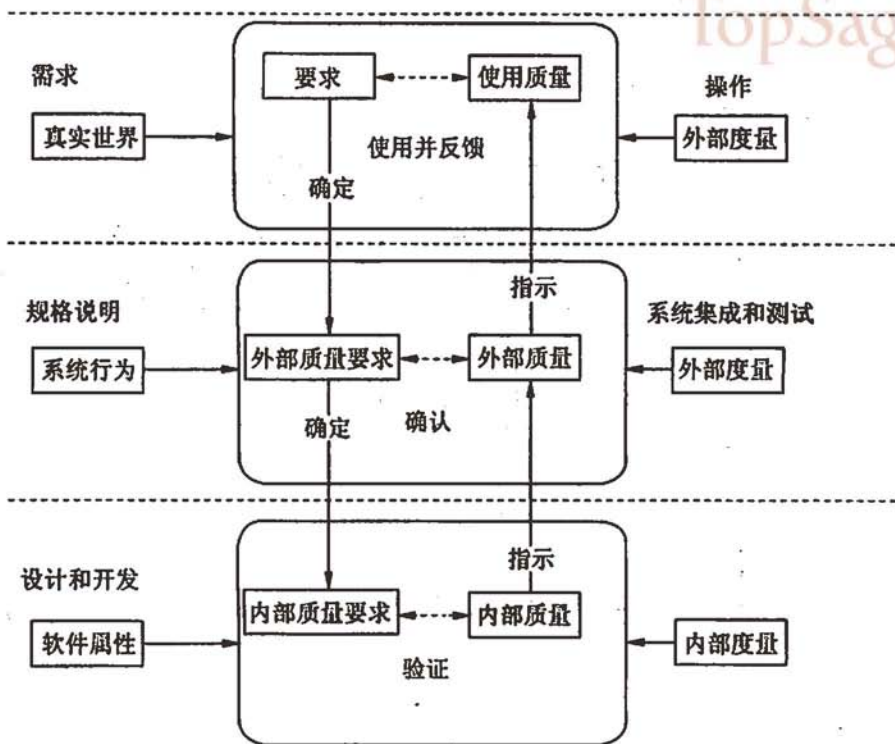 TopSag
需求
要求
使用质量
操作
真实世界
使用并反馈
外部度量
确定
指示
规格说明
系统集成和测试
系统行为
外部质量要求
外部质量
外部度量
确定
确认
指示
设计和开发
内部质量要求
内部质量
软件属性
内部度量
验证